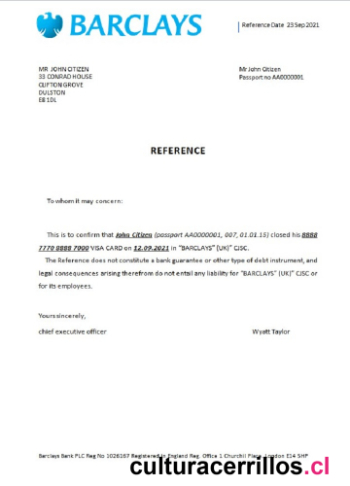 BARCLAYS
Reference Date 23 Sep 2021
MR JOHN CITIZEN
33 CONRAD HOUSE
CLIFTON GROVE
DULSTON
E8 1DL
Mr John Citizen
Passport no AA0000001
REFERENCE
To whom it may concern:
This is to confirm that John Citizen (passport AA0000001, 007, 01.01.15) closed his 8888
7770 8888 7000 VISA CARD on 12.09.2021 in "BARCLAYS" (UK)" CJSC.
The Reference does not constitute a bank guarantee or other type of debt instrument, and
legal consequences arising therefrom do not entail any liability for "BARCLAYS" (UK)" CJSC or
for its employees.
Yours sincerely,
chief executive officer
Wyatt Taylor
Barclays Bank PLC Reg No 1026167 Registered in England Reg. Office 1 Churchil Place, London E14 5HP
culturacerrillos.cl